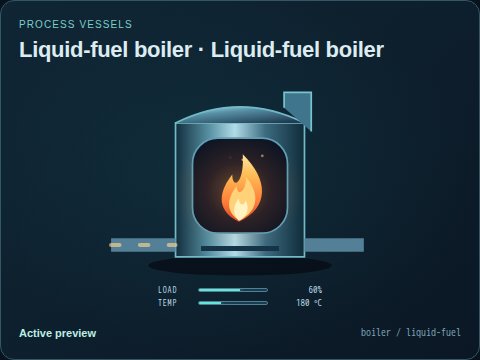 PROCESS VESSELS
Liquid-fuel boiler · Liquid-fuel boiler
LOAD 60%
TEMP 180 °C
Active preview
boiler / liquid-fuel